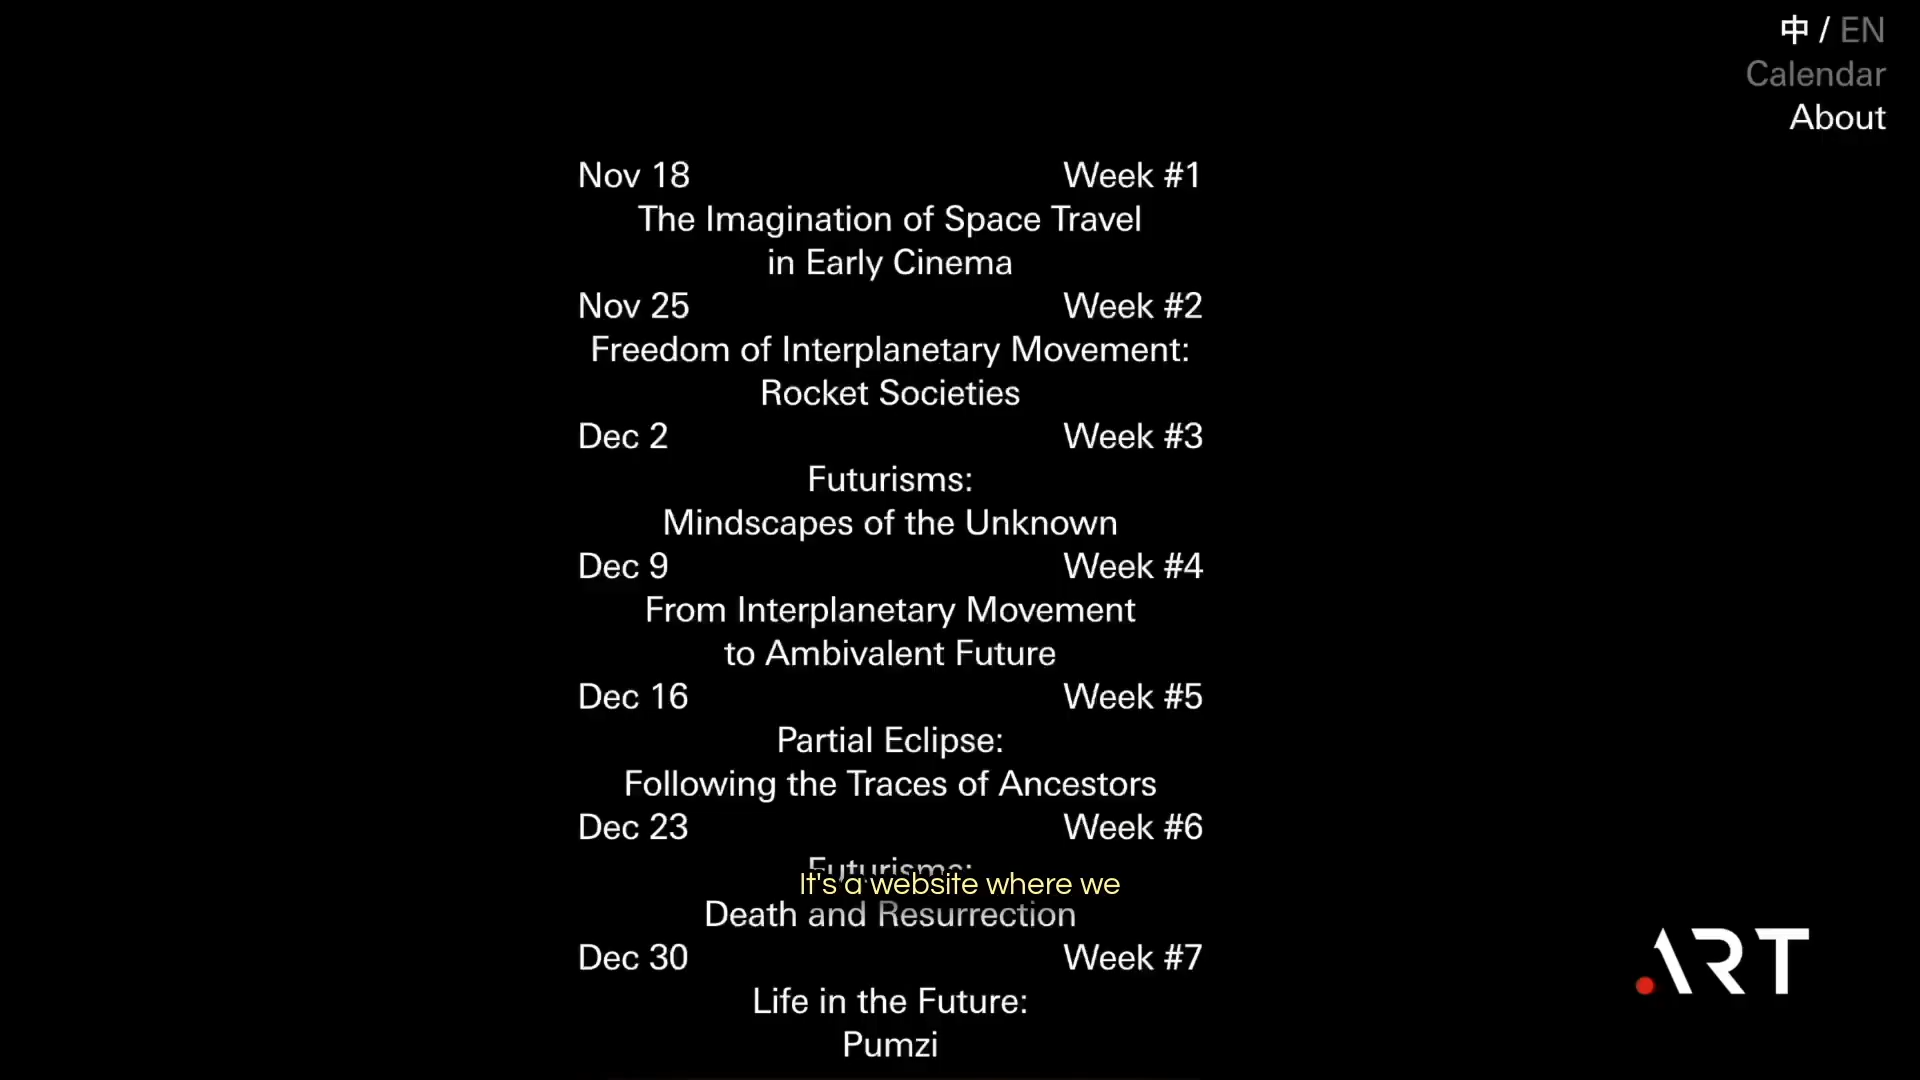 中 / EN
Calendar
About
Nov 18 Week #1
The Imagination of Space Travel
in Early Cinema
Nov 25 Week #2
Freedom of Interplanetary Movement:
Rocket Societies
Dec 2 Week #3
Futurisms:
Mindscapes of the Unknown
Dec 9 Week #4
From Interplanetary Movement
to Ambivalent Future
Dec 16 Week #5
Partial Eclipse:
Following the Traces of Ancestors
Dec 23 Week #6
Futurisms:
It's a website where we
Death and Resurrection
Dec 30 Week #7
Life in the Future:
Pumzi
.ART